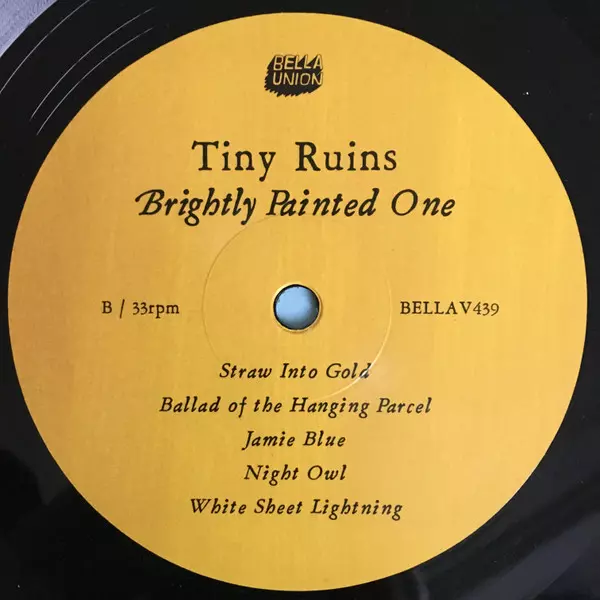 BELLA
UNION
Tiny Ruins
Brightly Painted One
B / 33rpm
BELLAV439
Straw Into Gold
Ballad of the Hanging Parcel
Jamie Blue
Night Owl
White Sheet Lightning